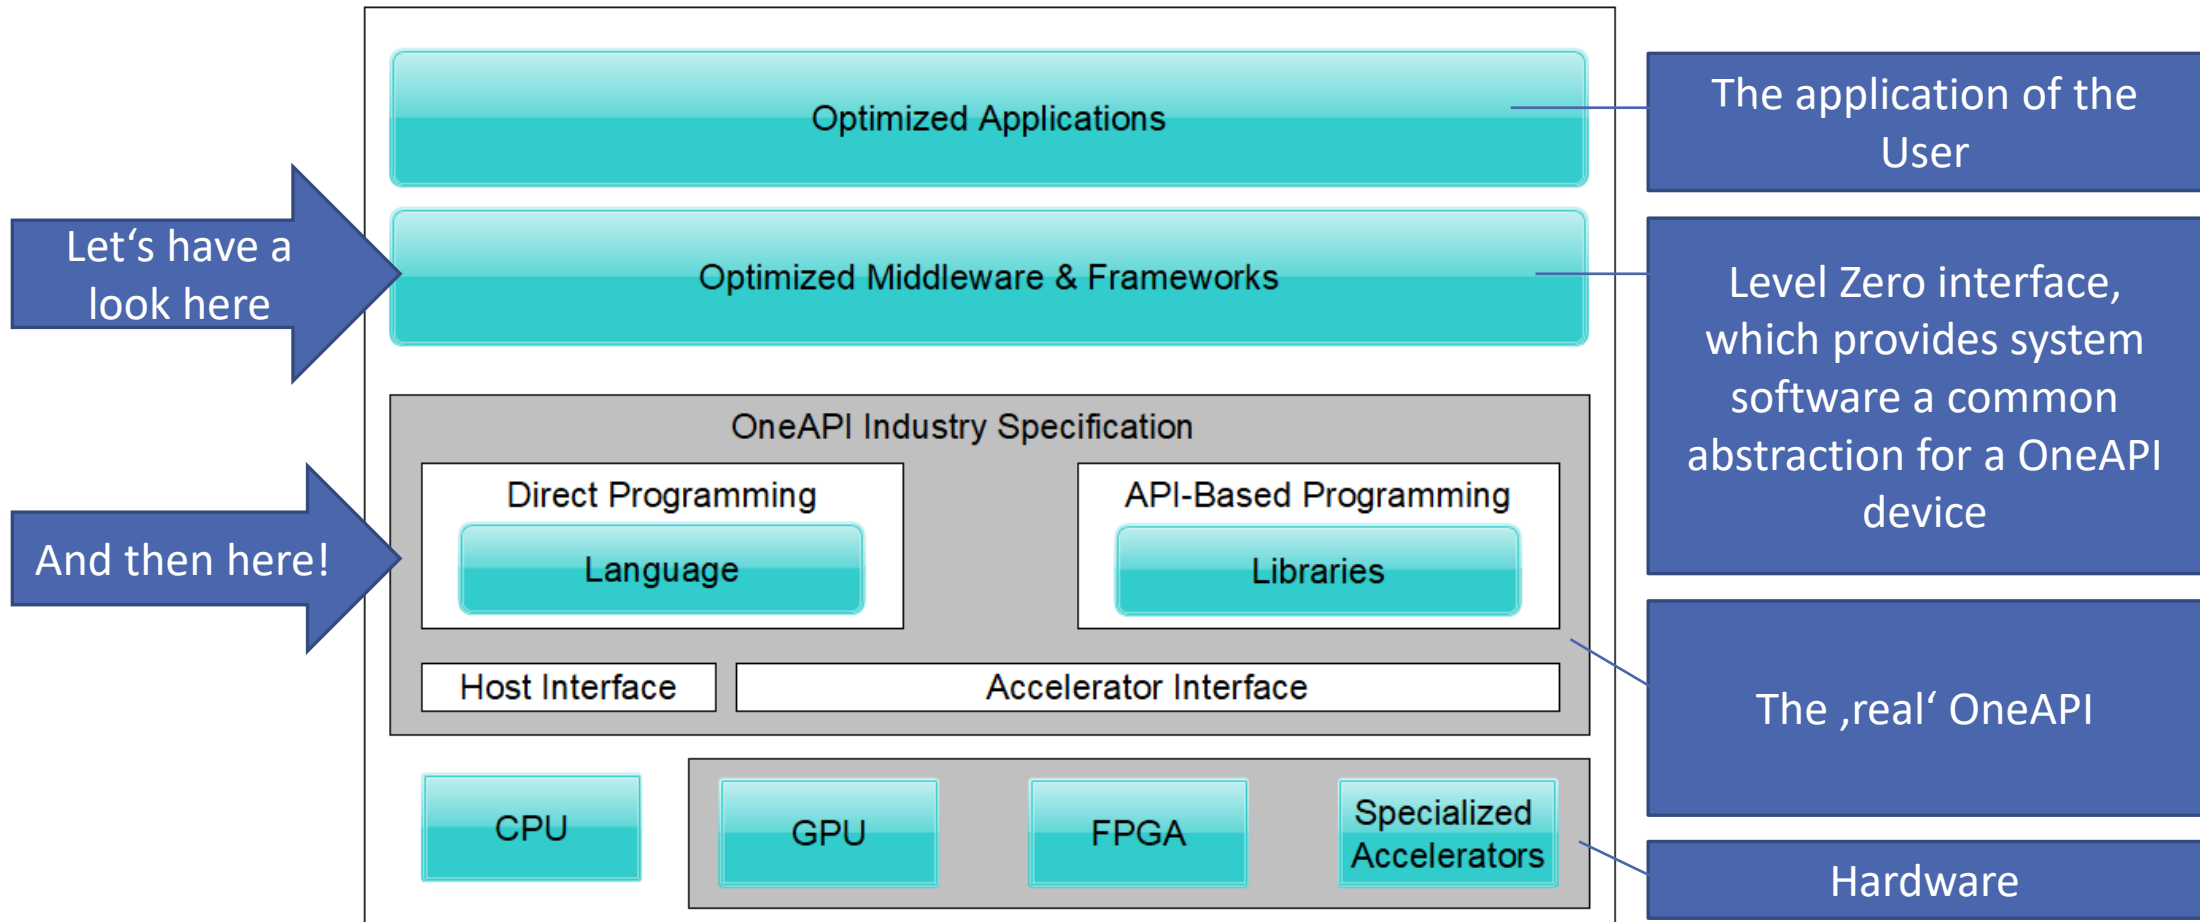 Optimized Applications
The application of the
User
Let‘s have a
look here
Optimized Middleware & Frameworks
Level Zero interface,
which provides system
software a common
abstraction for a OneAPI
device
OneAPI Industry Specification
Direct Programming
Language
API-Based Programming
Libraries
And then here!
Host Interface
Accelerator Interface
The ‚real‘ OneAPI
CPU
GPU
FPGA
Specialized
Accelerators
Hardware